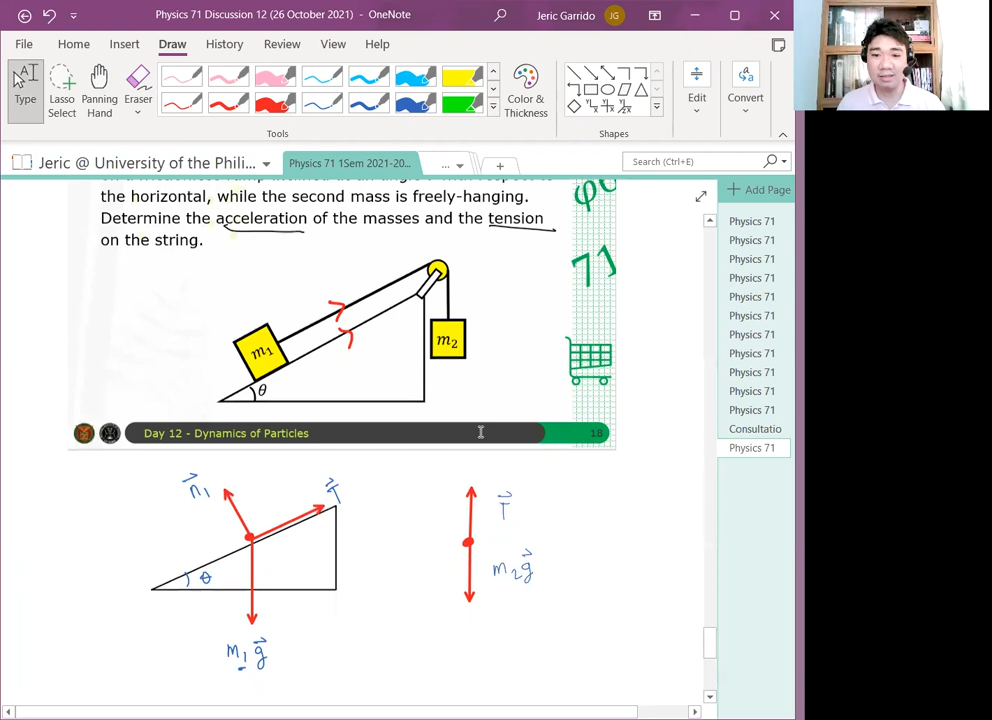 Physics 71 Discussion 12 (26 October 2021) - OneNote
Jeric Garrido
JG
File
Home
Insert
Draw
History
Review
View
Help
Type
Lasso Select
Panning Hand
Eraser
Color & Thickness
Edit
Convert
Tools
Shapes
Jeric @ University of the Phili...
Physics 71 1Sem 2021-20...
...
Search (Ctrl+E)
Add Page
the horizontal, while the second mass is freely-hanging.
Determine the acceleration of the masses and the tension
on the string.
71
m₁
m₂
θ
Day 12 - Dynamics of Particles
18
n⃗₁
T⃗
θ
m₁g⃗
T⃗
m₂g⃗
Physics 71
Physics 71
Physics 71
Physics 71
Physics 71
Physics 71
Physics 71
Physics 71
Physics 71
Physics 71
Physics 71
Consultatio
Physics 71